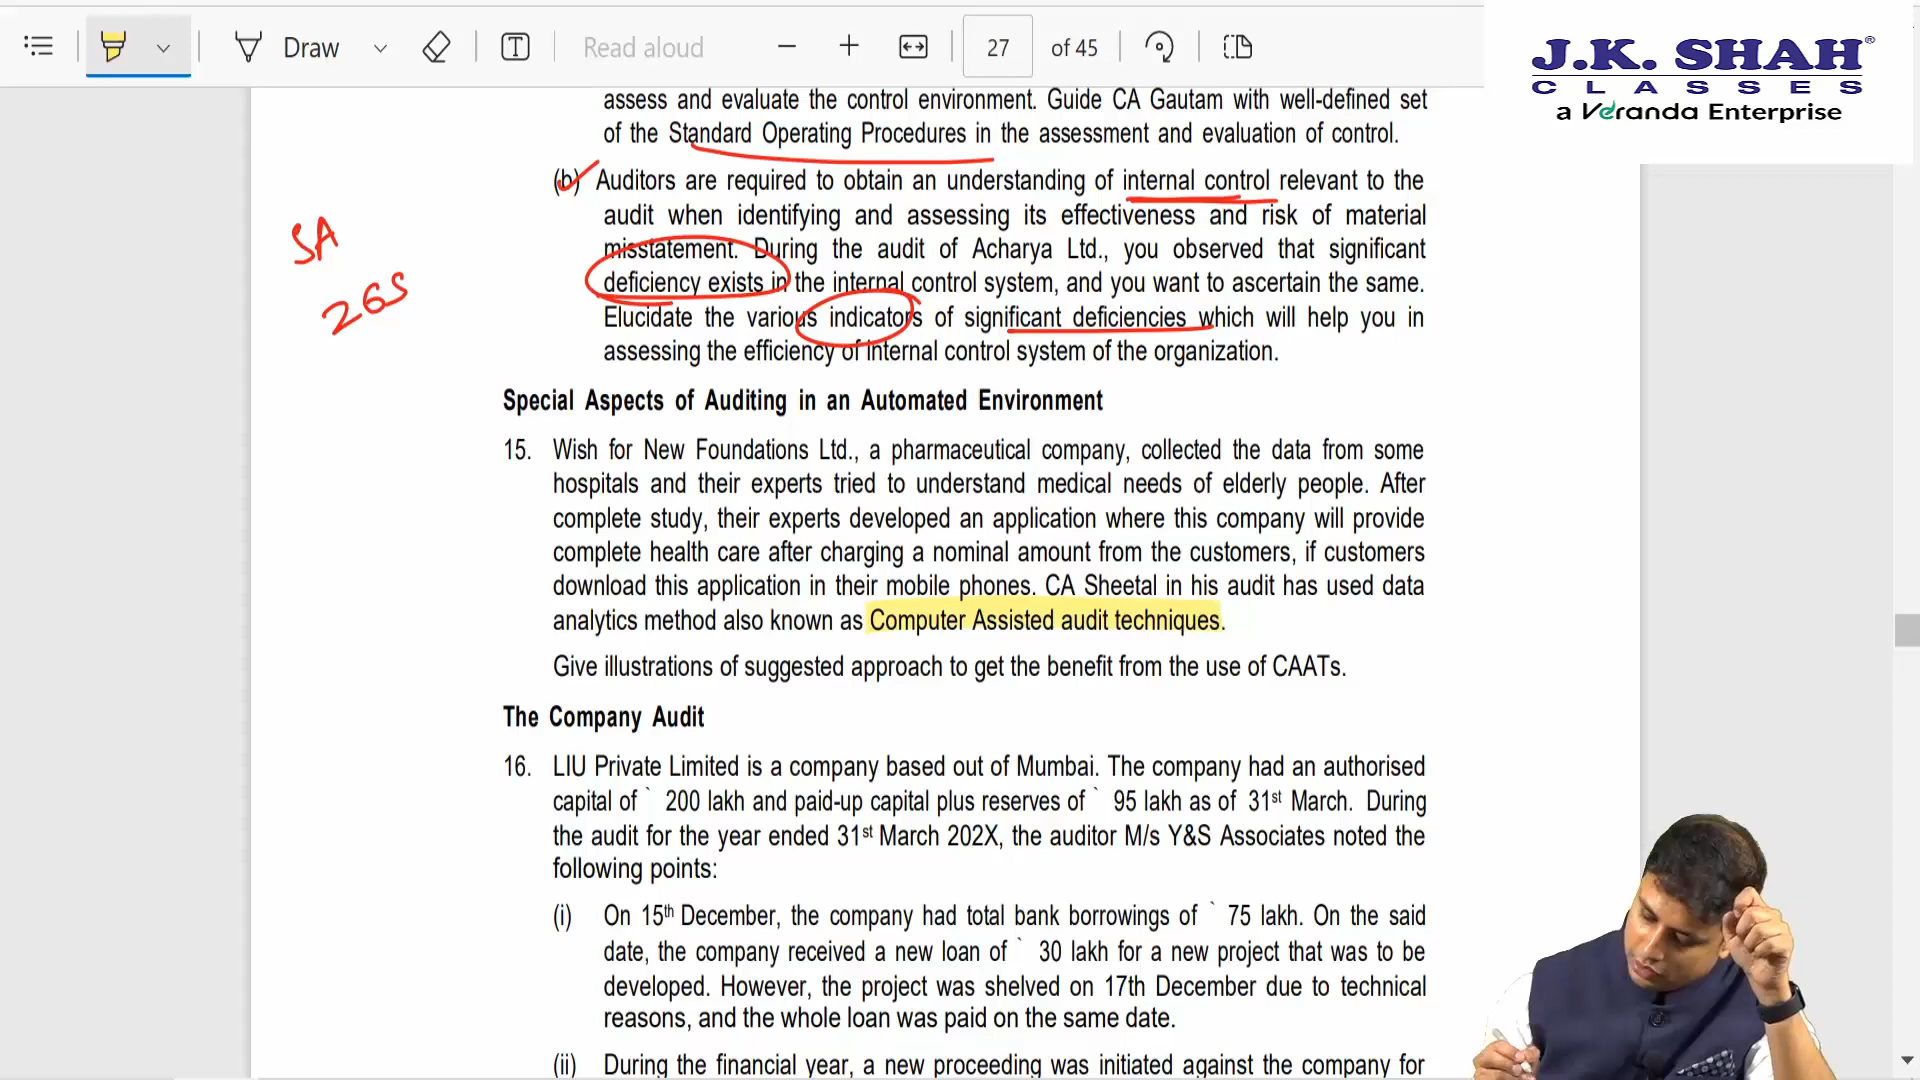 Draw
Read aloud
27
of 45
J.K. SHAH®
CLASSES
a Veranda Enterprise
assess and evaluate the control environment. Guide CA Gautam with well-defined set
of the Standard Operating Procedures in the assessment and evaluation of control.
(b) Auditors are required to obtain an understanding of internal control relevant to the
audit when identifying and assessing its effectiveness and risk of material
misstatement. During the audit of Acharya Ltd., you observed that significant
deficiency exists in the internal control system, and you want to ascertain the same.
Elucidate the various indicators of significant deficiencies which will help you in
assessing the efficiency of internal control system of the organization.
SA
265
Special Aspects of Auditing in an Automated Environment
15. Wish for New Foundations Ltd., a pharmaceutical company, collected the data from some
hospitals and their experts tried to understand medical needs of elderly people. After
complete study, their experts developed an application where this company will provide
complete health care after charging a nominal amount from the customers, if customers
download this application in their mobile phones. CA Sheetal in his audit has used data
analytics method also known as Computer Assisted audit techniques.
Give illustrations of suggested approach to get the benefit from the use of CAATs.
The Company Audit
16. LIU Private Limited is a company based out of Mumbai. The company had an authorised
capital of ` 200 lakh and paid-up capital plus reserves of ` 95 lakh as of 31st March. During
the audit for the year ended 31st March 202X, the auditor M/s Y&S Associates noted the
following points:
(i) On 15th December, the company had total bank borrowings of ` 75 lakh. On the said
date, the company received a new loan of ` 30 lakh for a new project that was to be
developed. However, the project was shelved on 17th December due to technical
reasons, and the whole loan was paid on the same date.
(ii) During the financial year, a new proceeding was initiated against the company for